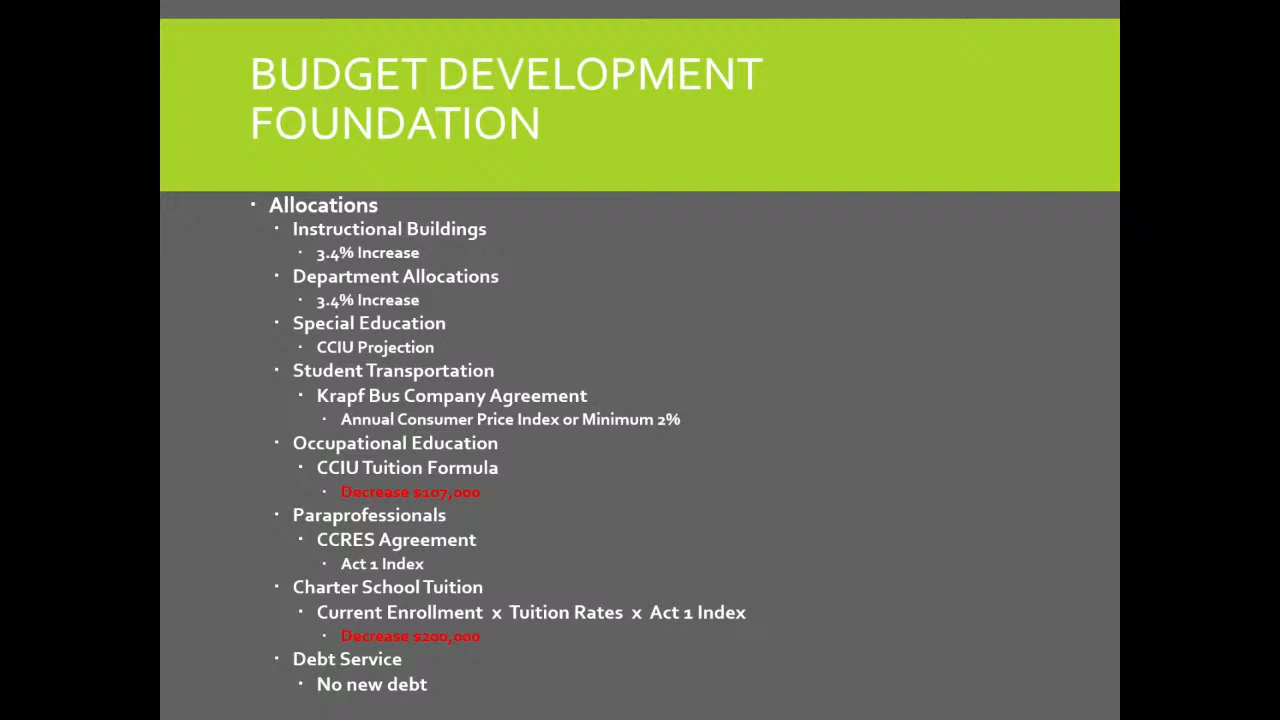 BUDGET DEVELOPMENT
FOUNDATION
Allocations
Instructional Buildings
3.4% Increase
Department Allocations
3.4% Increase
Special Education
CCIU Projection
Student Transportation
Krapf Bus Company Agreement
Annual Consumer Price Index or Minimum 2%
Occupational Education
CCIU Tuition Formula
Decrease $107,000
Paraprofessionals
CCRES Agreement
Act 1 Index
Charter School Tuition
Current Enrollment x Tuition Rates x Act 1 Index
Decrease $200,000
Debt Service
No new debt